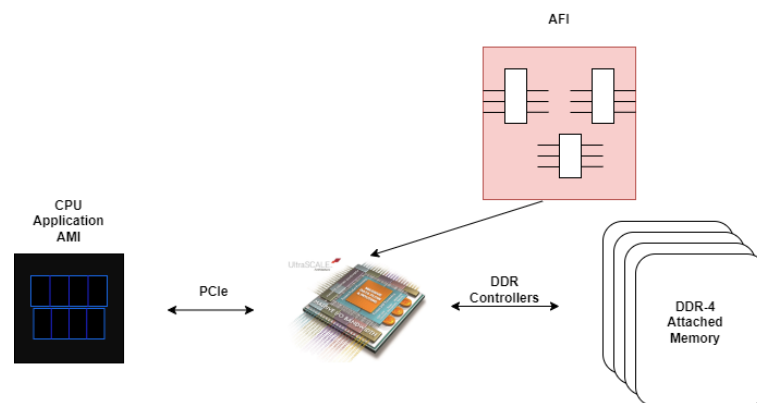 AFI
CPU
Application
AMI
UltraSCALE
PCIe
DDR
Controllers
DDR-4
Attached
Memory